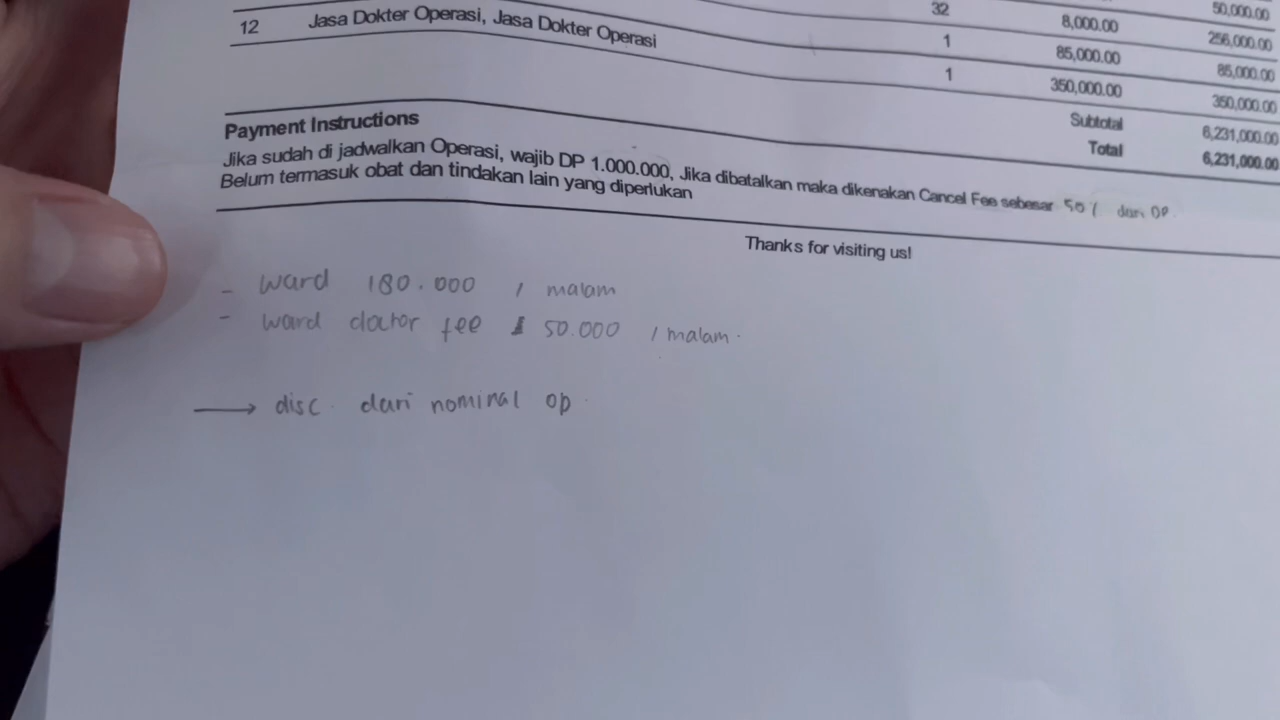 50,000.00
32 8,000.00 256,000.00
12 Jasa Dokter Operasi, Jasa Dokter Operasi 1 85,000.00 85,000.00
1 350,000.00 350,000.00
Subtotal 6,231,000.00
Total 6,231,000.00
Payment Instructions
Jika sudah di jadwalkan Operasi, wajib DP 1.000.000, Jika dibatalkan maka dikenakan Cancel Fee sebesar 50% dari DP.
Belum termasuk obat dan tindakan lain yang diperlukan
Thanks for visiting us!
- ward 180.000 / malam
- ward doctor fee 50.000 / malam.
→ disc. dari nominal op